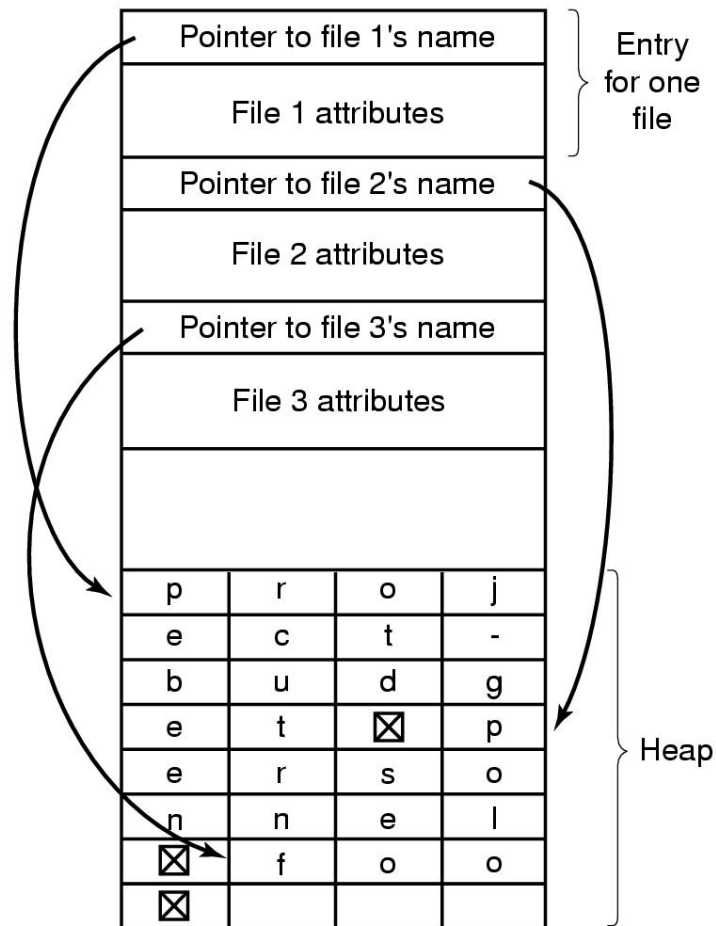 Pointer to file 1's name
Entry
for one
file
File 1 attributes
Pointer to file 2's name
File 2 attributes
Pointer to file 3's name
File 3 attributes
p r o j
e c t -
b u d g
e t ☒ p
e r s o
n n e l
☒ f o o
☒
Heap